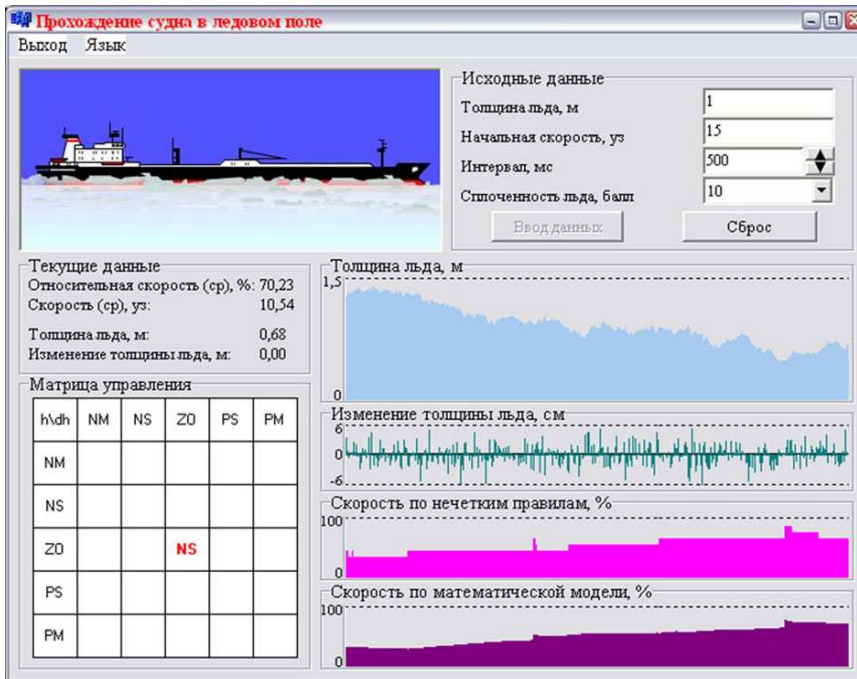 Прохождение судна в ледовом поле
Выход Язык
Исходные данные
Толщина льда, м 1
Начальная скорость, уз 15
Интервал, мс 500
Сплоченность льда, балл 10
Ввод данных Сброс
Текущие данные
Относительная скорость (ср), %: 70,23
Скорость (ср), уз: 10,54
Толщина льда, м: 0,68
Изменение толщины льда, м: 0,00
Матрица управления
h\dh NM NS ZO PS PM
NM
NS
ZO NS
PS
PM
Толщина льда, м
1,5
0
Изменение толщины льда, см
6
0
-6
Скорость по нечетким правилам, %
100
0
Скорость по математической модели, %
100
0